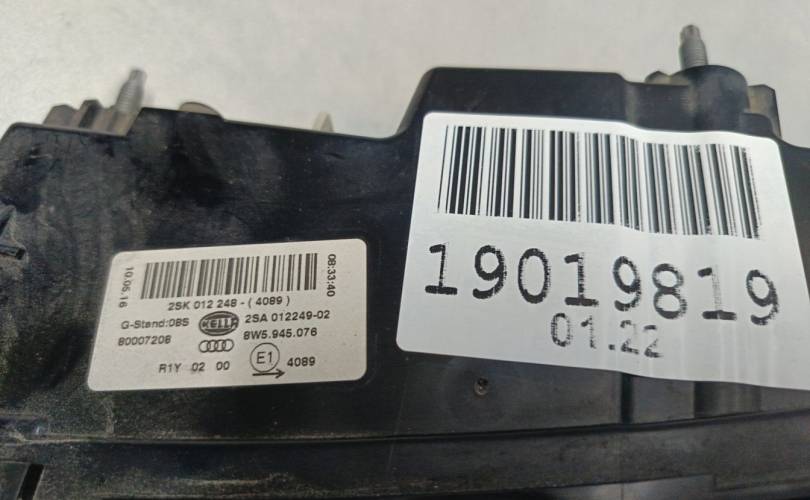 19019819
01.22
10.06.16
08:33:40
2SK 012 248 - ( 4089 )
G-Stand:0BS HELLA 2SA 012249-02
80007208 8W5.945.076
R1Y 02 00 E1 4089